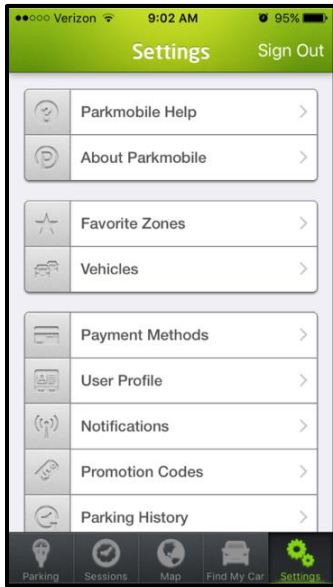 ●●○○○ Verizon 9:02 AM 95%
Settings Sign Out
Parkmobile Help
About Parkmobile
Favorite Zones
Vehicles
Payment Methods
User Profile
Notifications
Promotion Codes
Parking History
Parking Sessions Map Find My Car Settings